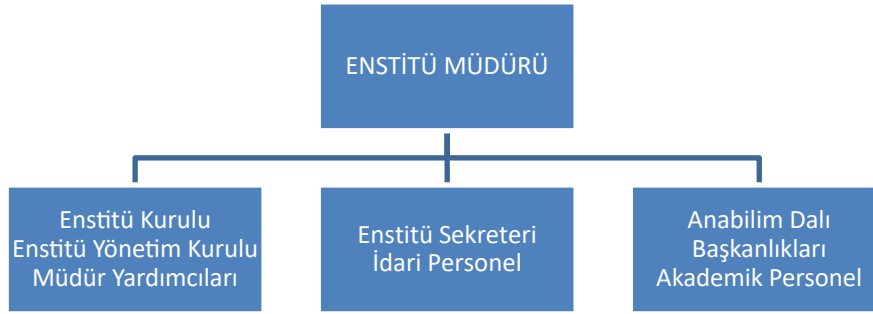 ENSTİTÜ MÜDÜRÜ
Enstitü Kurulu
Enstitü Yönetim Kurulu
Müdür Yardımcıları
Enstitü Sekreteri
İdari Personel
Anabilim Dalı
Başkanlıkları
Akademik Personel